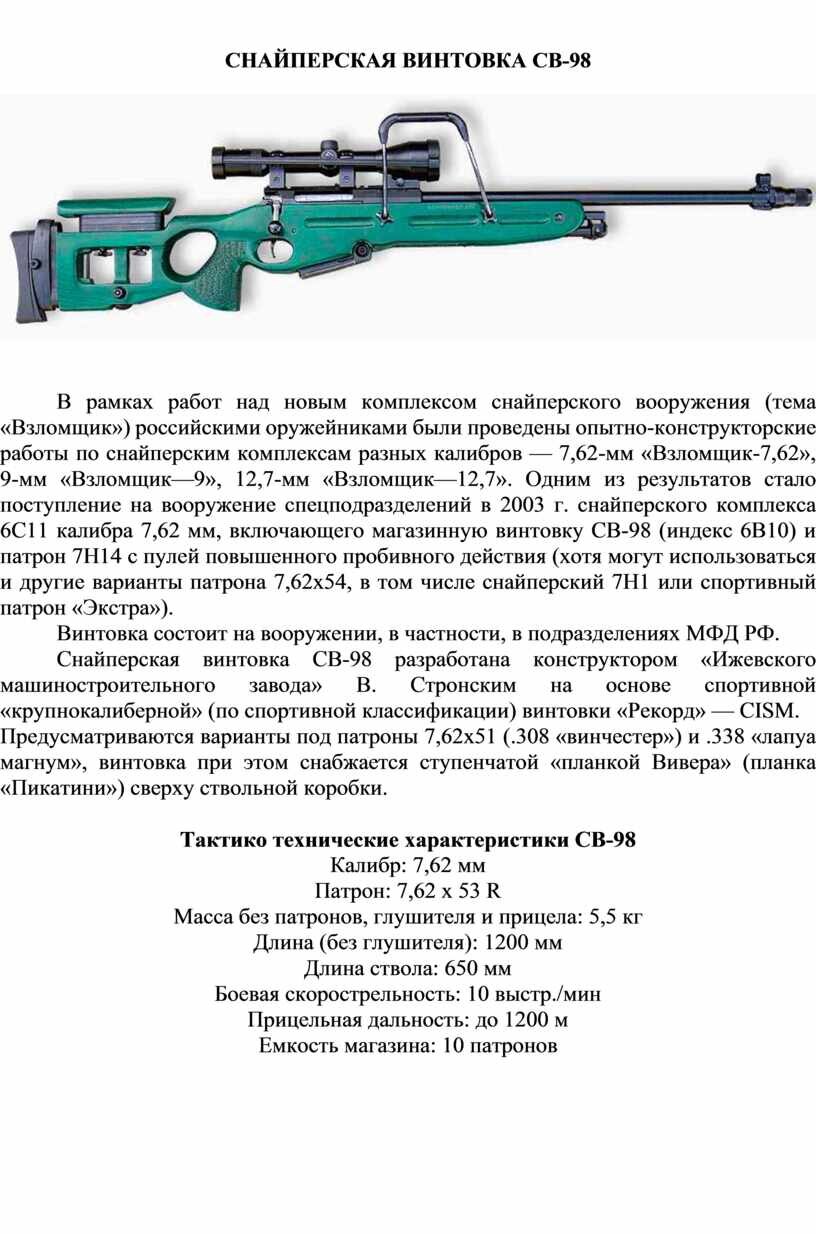 СНАЙПЕРСКАЯ ВИНТОВКА СВ-98
В рамках работ над новым комплексом снайперского вооружения (тема
«Взломщик») российскими оружейниками были проведены опытно-конструкторские
работы по снайперским комплексам разных калибров — 7,62-мм «Взломщик-7,62»,
9-мм «Взломщик—9», 12,7-мм «Взломщик—12,7». Одним из результатов стало
поступление на вооружение спецподразделений в 2003 г. снайперского комплекса
6С11 калибра 7,62 мм, включающего магазинную винтовку СВ-98 (индекс 6В10) и
патрон 7Н14 с пулей повышенного пробивного действия (хотя могут использоваться
и другие варианты патрона 7,62х54, в том числе снайперский 7Н1 или спортивный
патрон «Экстра»).
Винтовка состоит на вооружении, в частности, в подразделениях МФД РФ.
Снайперская винтовка СВ-98 разработана конструктором «Ижевского
машиностроительного завода» В. Стронским на основе спортивной
«крупнокалиберной» (по спортивной классификации) винтовки «Рекорд» — CISM.
Предусматриваются варианты под патроны 7,62х51 (.308 «винчестер») и .338 «лапуа
магнум», винтовка при этом снабжается ступенчатой «планкой Вивера» (планка
«Пикатини») сверху ствольной коробки.
Тактико технические характеристики СВ-98
Калибр: 7,62 мм
Патрон: 7,62 х 53 R
Масса без патронов, глушителя и прицела: 5,5 кг
Длина (без глушителя): 1200 мм
Длина ствола: 650 мм
Боевая скорострельность: 10 выстр./мин
Прицельная дальность: до 1200 м
Емкость магазина: 10 патронов